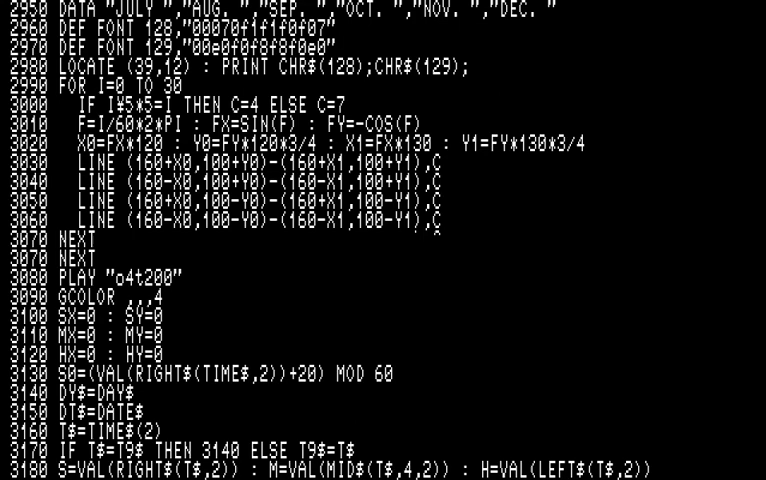 2950 DATA "JULY ","AUG. ","SEP. ","OCT. ","NOV. ","DEC. "
2960 DEF FONT 128,"00070f1f1f0f07"
2970 DEF FONT 129,"00e0f0f8f8f0e0"
2980 LOCATE (39,12) : PRINT CHR$(128);CHR$(129);
2990 FOR I=0 TO 30
3000   IF I¥5*5=I THEN C=4 ELSE C=7
3010   F=I/60*2*PI : FX=SIN(F) : FY=-COS(F)
3020   X0=FX*120 : Y0=FY*120*3/4 : X1=FX*130 : Y1=FY*130*3/4
3030   LINE (160+X0,100+Y0)-(160+X1,100+Y1),C
3040   LINE (160-X0,100+Y0)-(160-X1,100+Y1),C
3050   LINE (160+X0,100-Y0)-(160+X1,100-Y1),C
3060   LINE (160-X0,100-Y0)-(160-X1,100-Y1),C
3070 NEXT
3070 NEXT
3080 PLAY "o4t200"
3090 GCOLOR ,,,4
3100 SX=0 : SY=0
3110 MX=0 : MY=0
3120 HX=0 : HY=0
3130 S0=(VAL(RIGHT$(TIME$,2))+20) MOD 60
3140 DY$=DAY$
3150 DT$=DATE$
3160 T$=TIME$(2)
3170 IF T$=T9$ THEN 3140 ELSE T9$=T$
3180 S=VAL(RIGHT$(T$,2)) : M=VAL(MID$(T$,4,2)) : H=VAL(LEFT$(T$,2))